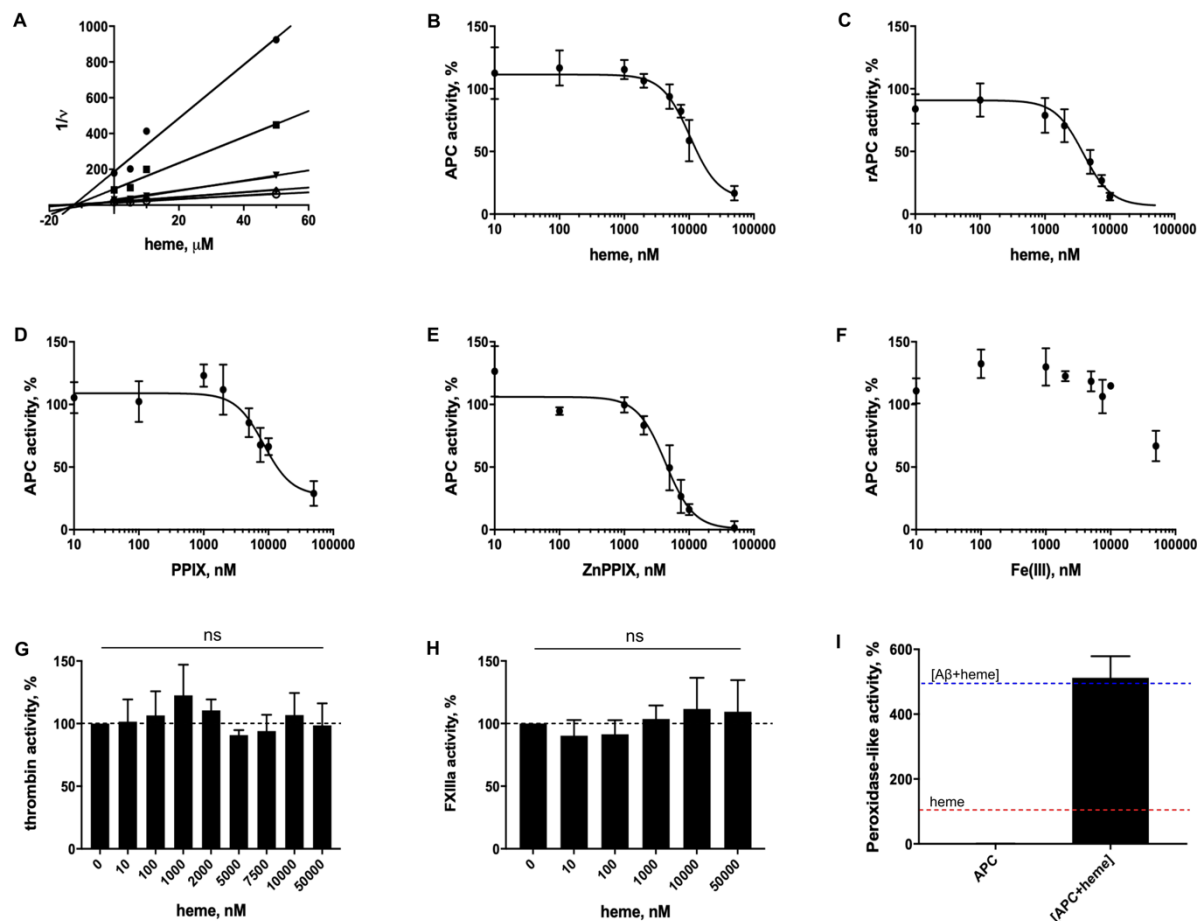 A
1000
800
600
400
200
1/v
-20
20
40
60
heme, μM
B
150
100
50
0
APC activity, %
10
100
1000
10000
100000
heme, nM
C
150
100
50
0
rAPC activity, %
10
100
1000
10000
100000
heme, nM
D
150
100
50
0
APC activity, %
10
100
1000
10000
100000
PPIX, nM
E
150
100
50
0
APC activity, %
10
100
1000
10000
100000
ZnPPIX, nM
F
150
100
50
0
APC activity, %
10
100
1000
10000
100000
Fe(III), nM
G
ns
150
100
50
0
thrombin activity, %
0
10
100
1000
2000
5000
7500
10000
50000
heme, nM
H
ns
150
100
50
0
FXIIIa activity, %
0
10
100
1000
10000
50000
heme, nM
I
600
400
200
0
Peroxidase-like activity, %
[Aβ+heme]
heme
APC
[APC+heme]